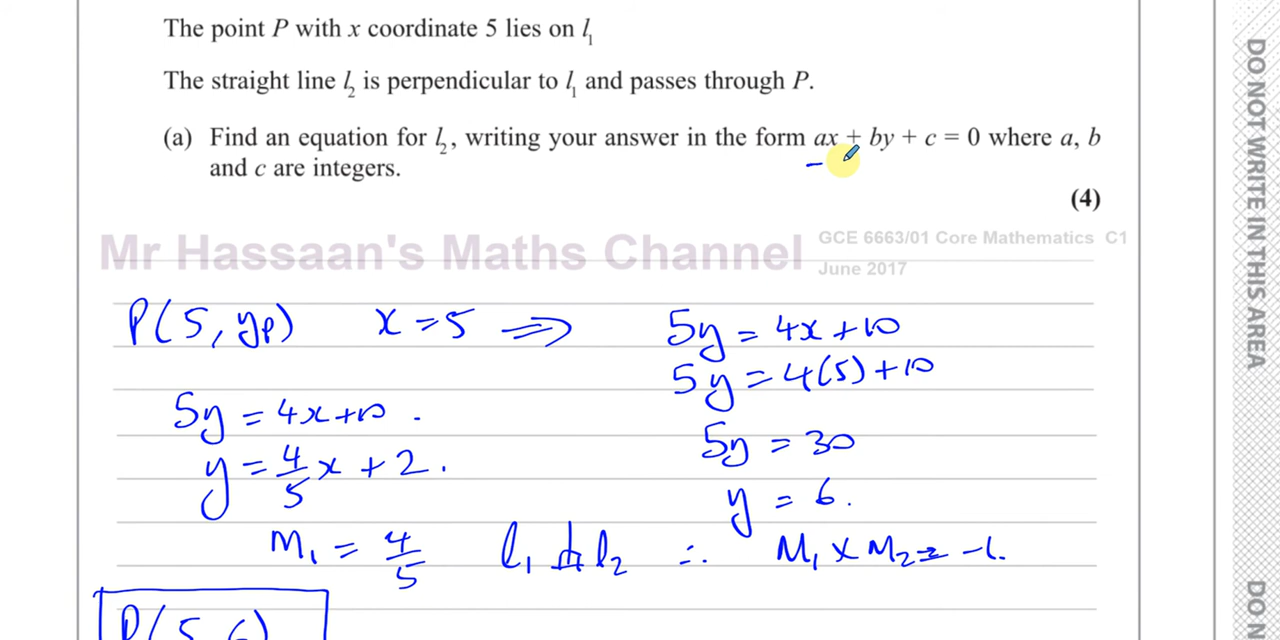 The point P with x coordinate 5 lies on l₁
The straight line l₂ is perpendicular to l₁ and passes through P.
(a) Find an equation for l₂, writing your answer in the form ax + by + c = 0 where a, b
and c are integers.
(4)
Mr Hassaan's Maths Channel
GCE 6663/01 Core Mathematics C1
June 2017
P(5, yp) x = 5 ⟹
5y = 4x + 10
5y = 4(5) + 10
5y = 4x + 10 .
5y = 30
y = 4/5 x + 2 .
y = 6 .
m₁ = 4/5 l₁ ⊥ l₂ ∴ M₁ × M₂ = -1.
P(5, 6)
DO NOT WRITE IN THIS AREA
DO N